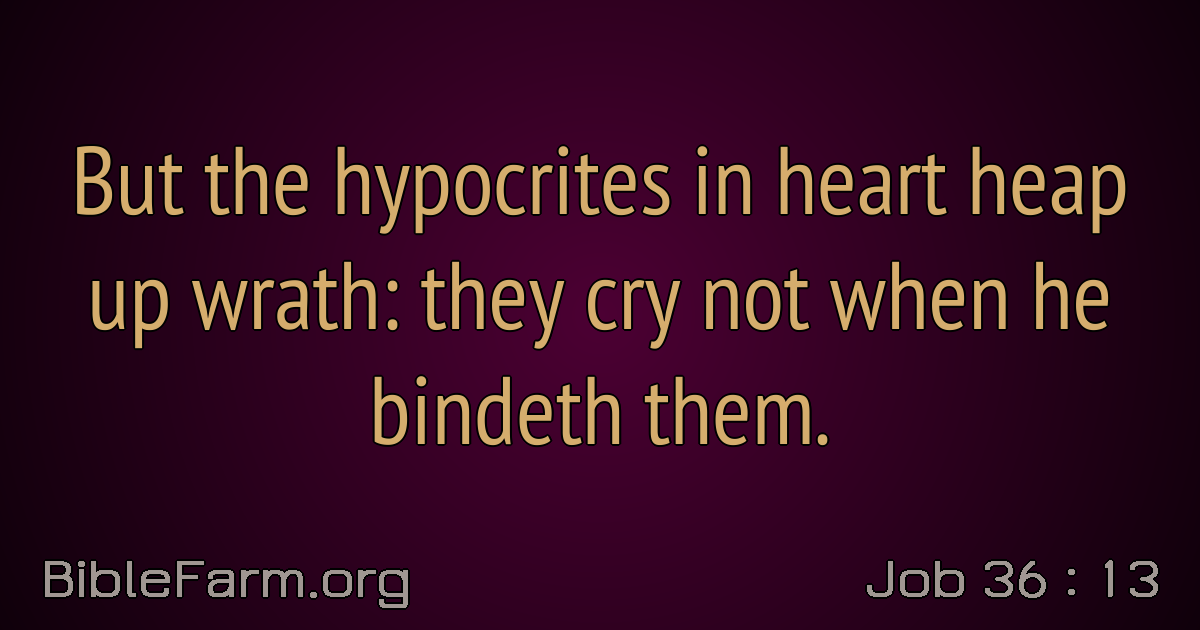 But the hypocrites in heart heap
up wrath: they cry not when he
bindeth them.
BibleFarm.org
Job 36 : 13